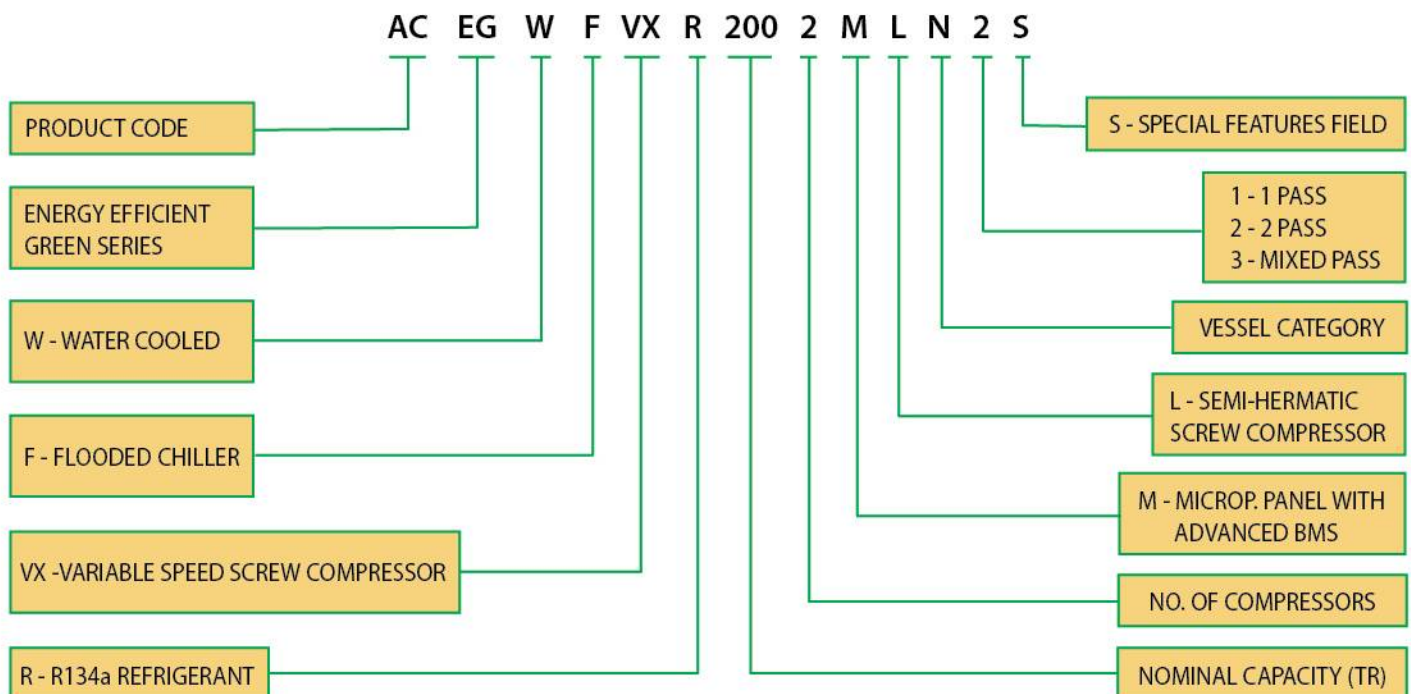 AC EG W F VX R 200 2 M L N 2 S
PRODUCT CODE
ENERGY EFFICIENT
GREEN SERIES
W - WATER COOLED
F - FLOODED CHILLER
VX -VARIABLE SPEED SCREW COMPRESSOR
R - R134a REFRIGERANT
S - SPECIAL FEATURES FIELD
1 - 1 PASS
2 - 2 PASS
3 - MIXED PASS
VESSEL CATEGORY
L - SEMI-HERMATIC
SCREW COMPRESSOR
M - MICROP. PANEL WITH
ADVANCED BMS
NO. OF COMPRESSORS
NOMINAL CAPACITY (TR)